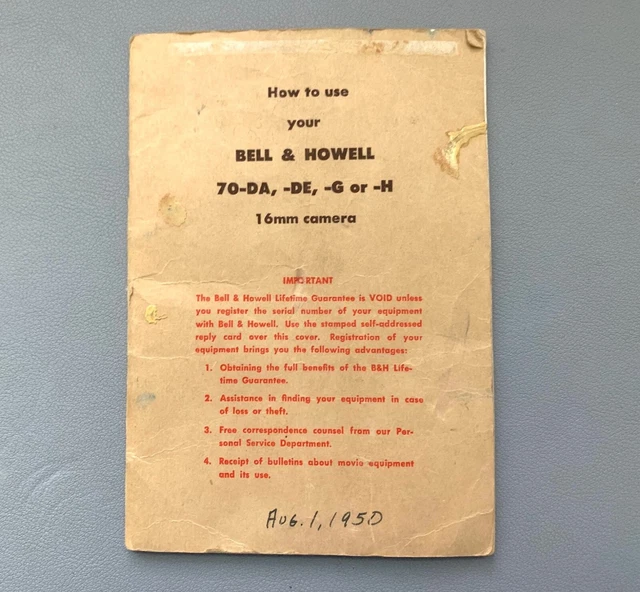 How to use
your
BELL & HOWELL
70-DA, -DE, -G or -H
16mm camera
IMPORTANT
The Bell & Howell Lifetime Guarantee is VOID unless
you register the serial number of your equipment
with Bell & Howell. Use the stamped self-addressed
reply card over this cover. Registration of your
equipment brings you the following advantages:
1. Obtaining the full benefits of the B&H Life-
time Guarantee.
2. Assistance in finding your equipment in case
of loss or theft.
3. Free correspondence counsel from our Per-
sonal Service Department.
4. Receipt of bulletins about movie equipment
and its use.
AUG. 1, 1950